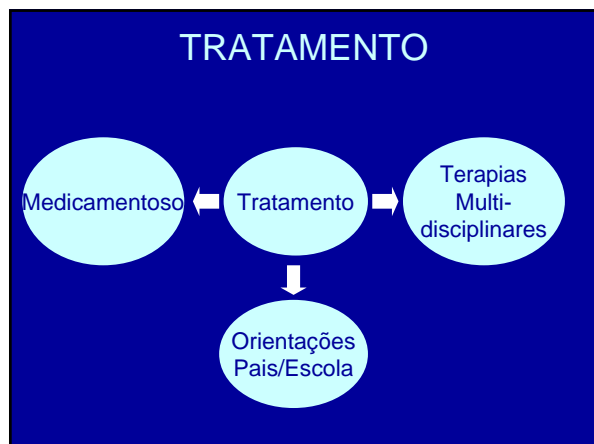 TRATAMENTO
Medicamentoso
Tratamento
Terapias
Multi-
disciplinares
Orientações
Pais/Escola